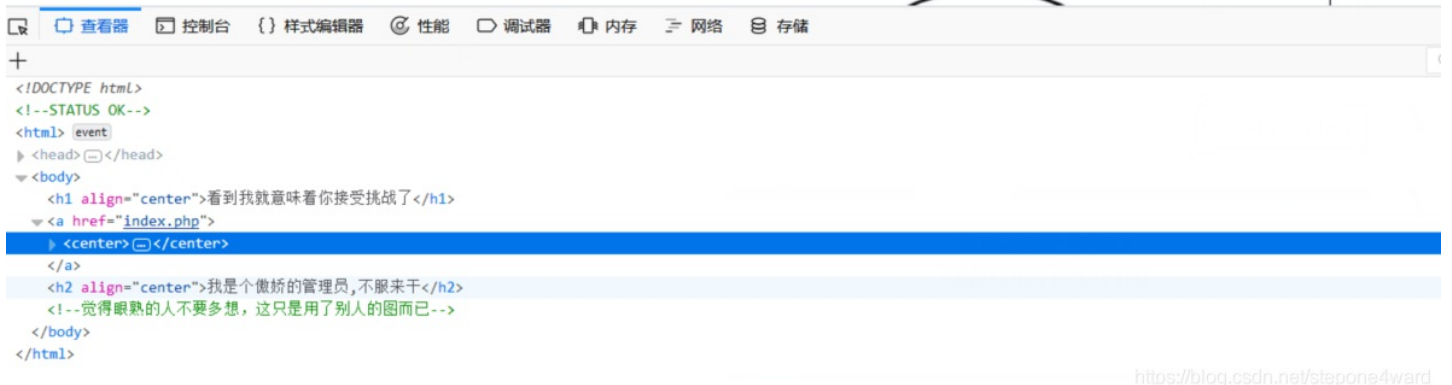 查看器 控制台 {} 样式编辑器 性能 调试器 内存 网络 存储
+
<!DOCTYPE html>
<!--STATUS OK-->
<html> event
<head> … </head>
<body>
<h1 align="center">看到我就意味着你接受挑战了</h1>
<a href="index.php">
<center> … </center>
</a>
<h2 align="center">我是个傲娇的管理员,不服来干</h2>
<!--觉得眼熟的人不要多想，这只是用了别人的图而已-->
</body>
</html>
https://blog.csdn.net/stepone4ward